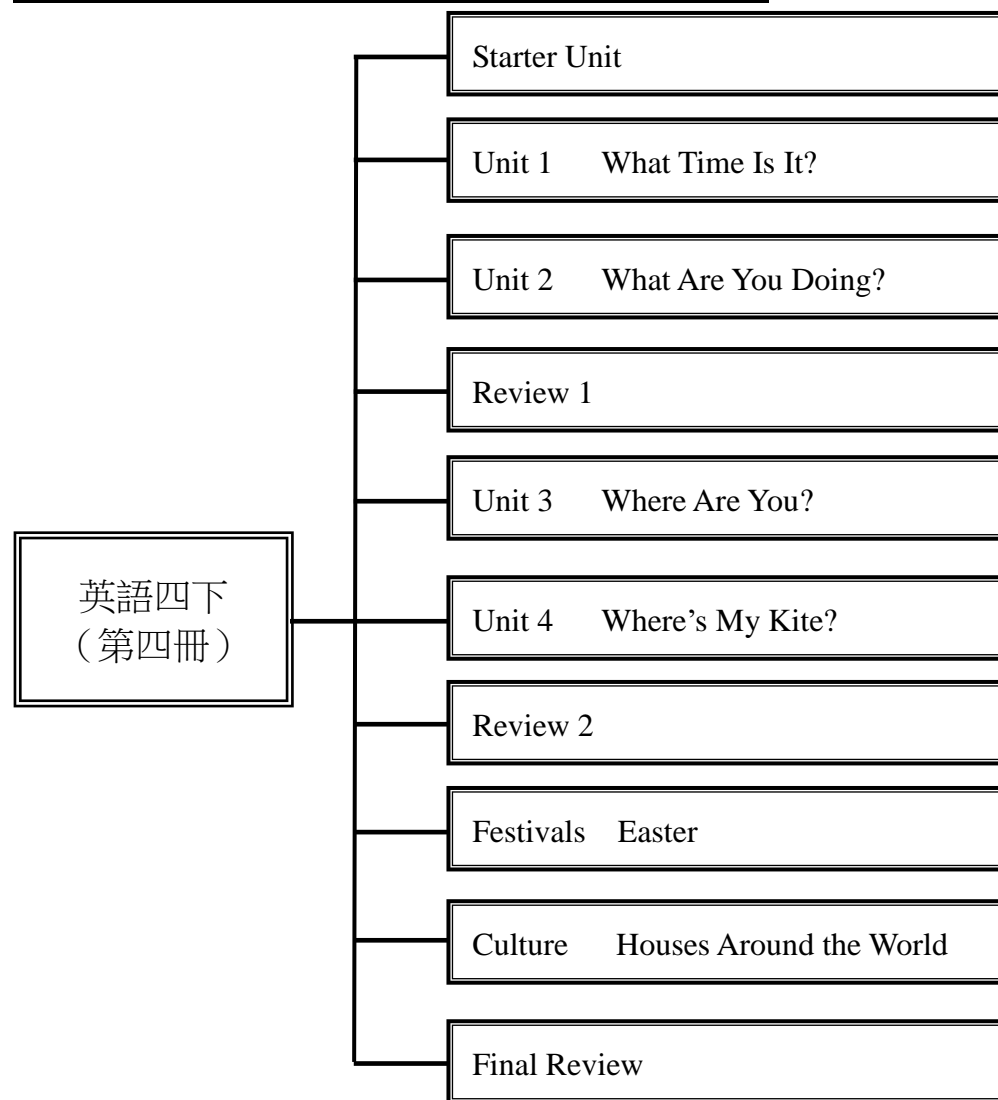 Starter Unit
Unit 1 What Time Is It?
Unit 2 What Are You Doing?
Review 1
Unit 3 Where Are You?
英語四下
（第四冊）
Unit 4 Where’s My Kite?
Review 2
Festivals Easter
Culture Houses Around the World
Final Review